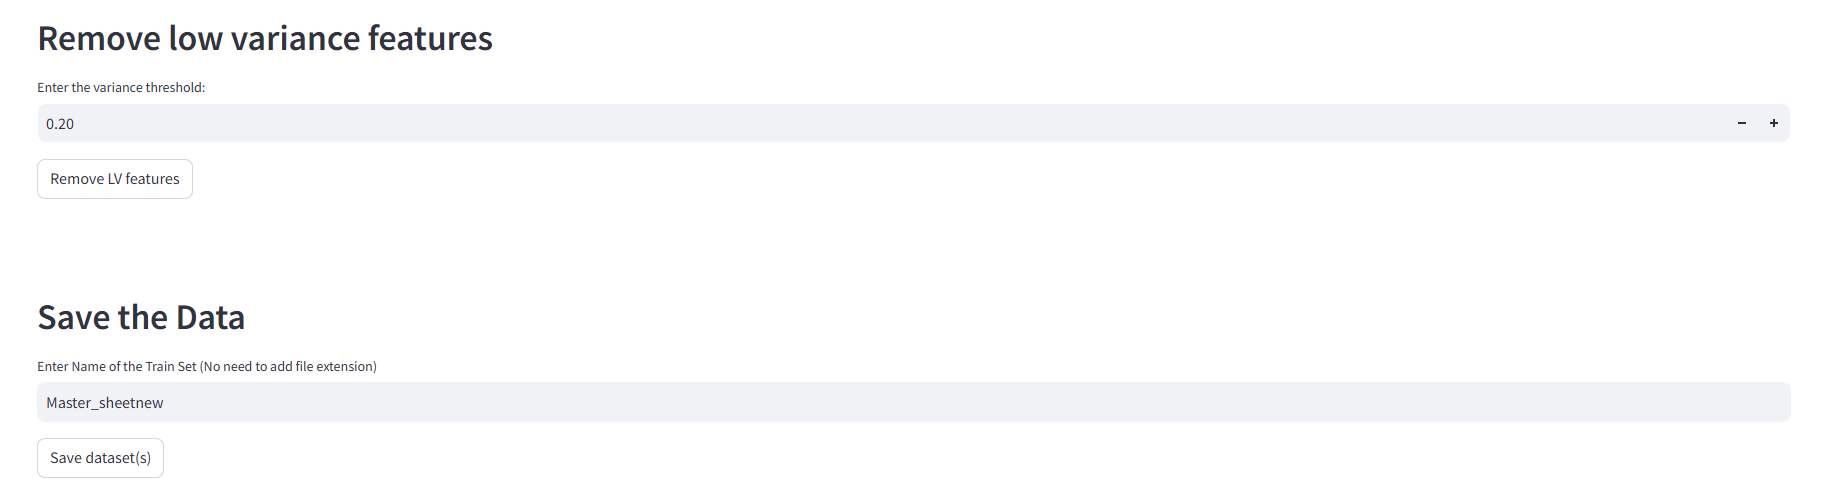 Remove low variance features
Enter the variance threshold:
0.20
− +
Remove LV features
Save the Data
Enter Name of the Train Set (No need to add file extension)
Master_sheetnew
Save dataset(s)